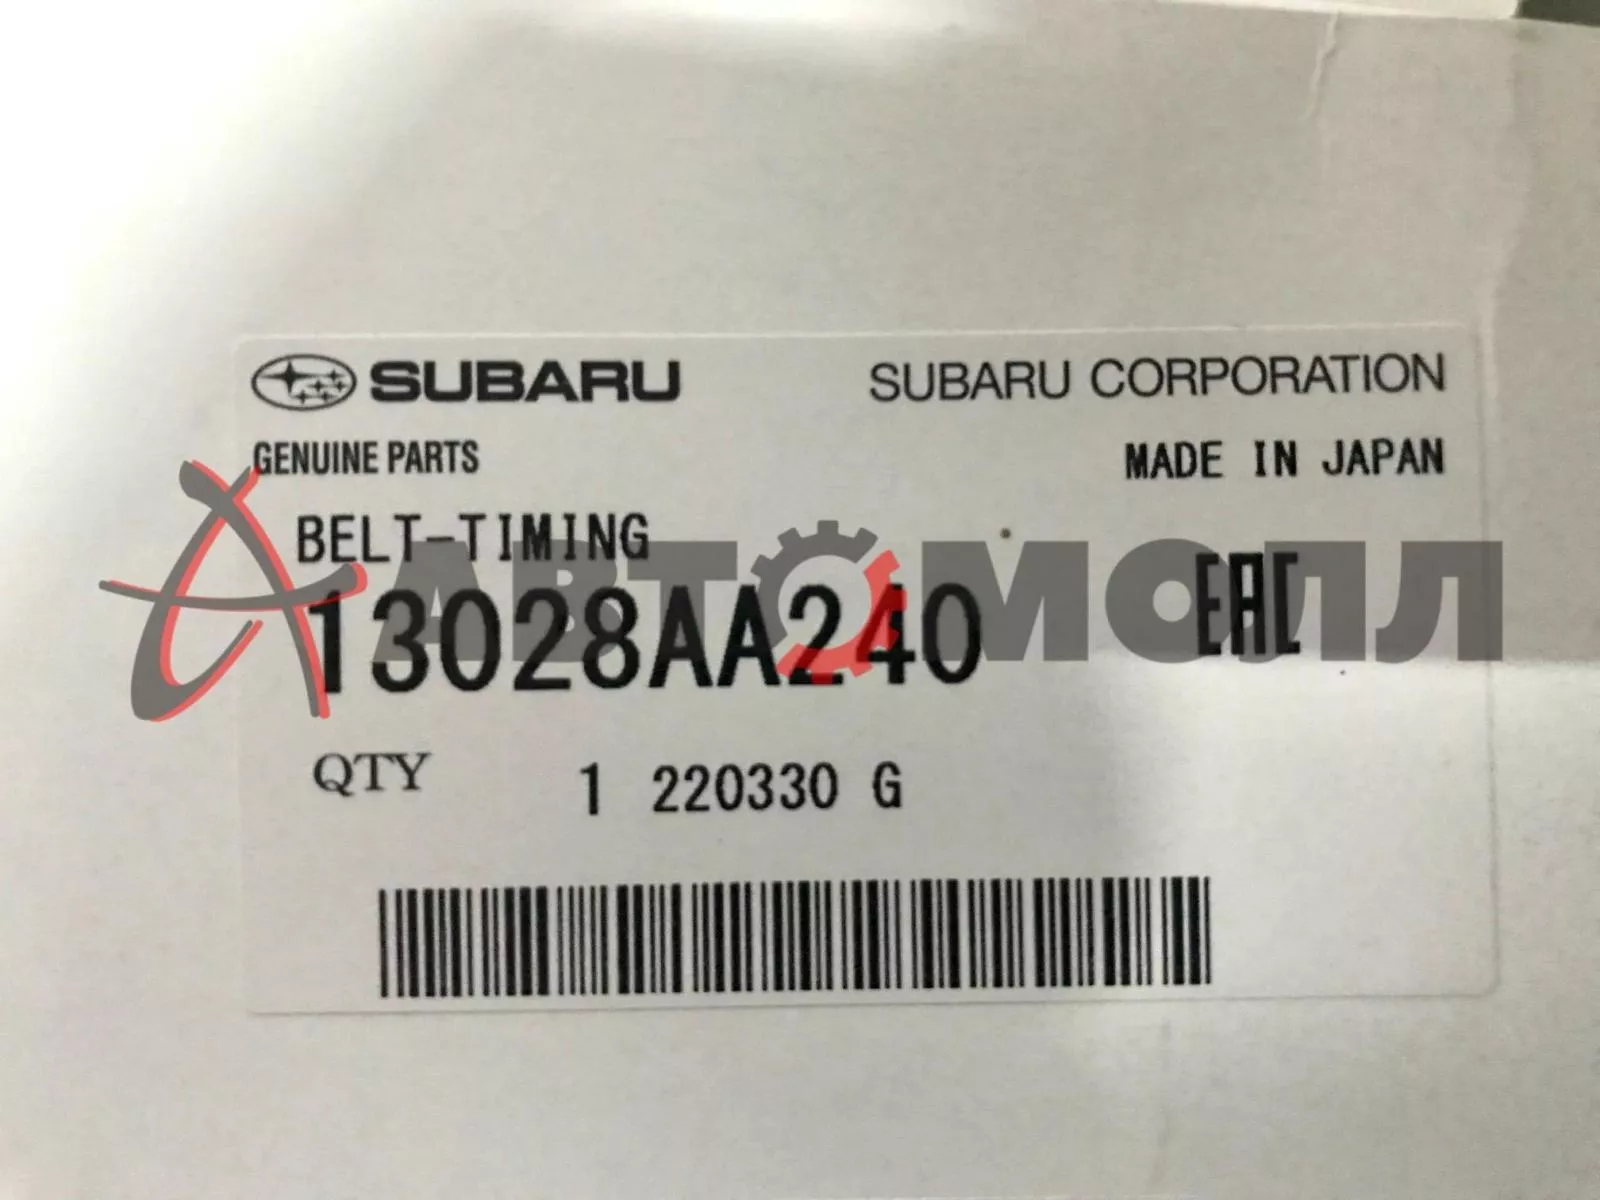 SUBARU SUBARU CORPORATION
GENUINE PARTS MADE IN JAPAN
BELT-TIMING
13028AA240 EAC
АВТОМОЛЛ
QTY 1 220330 G